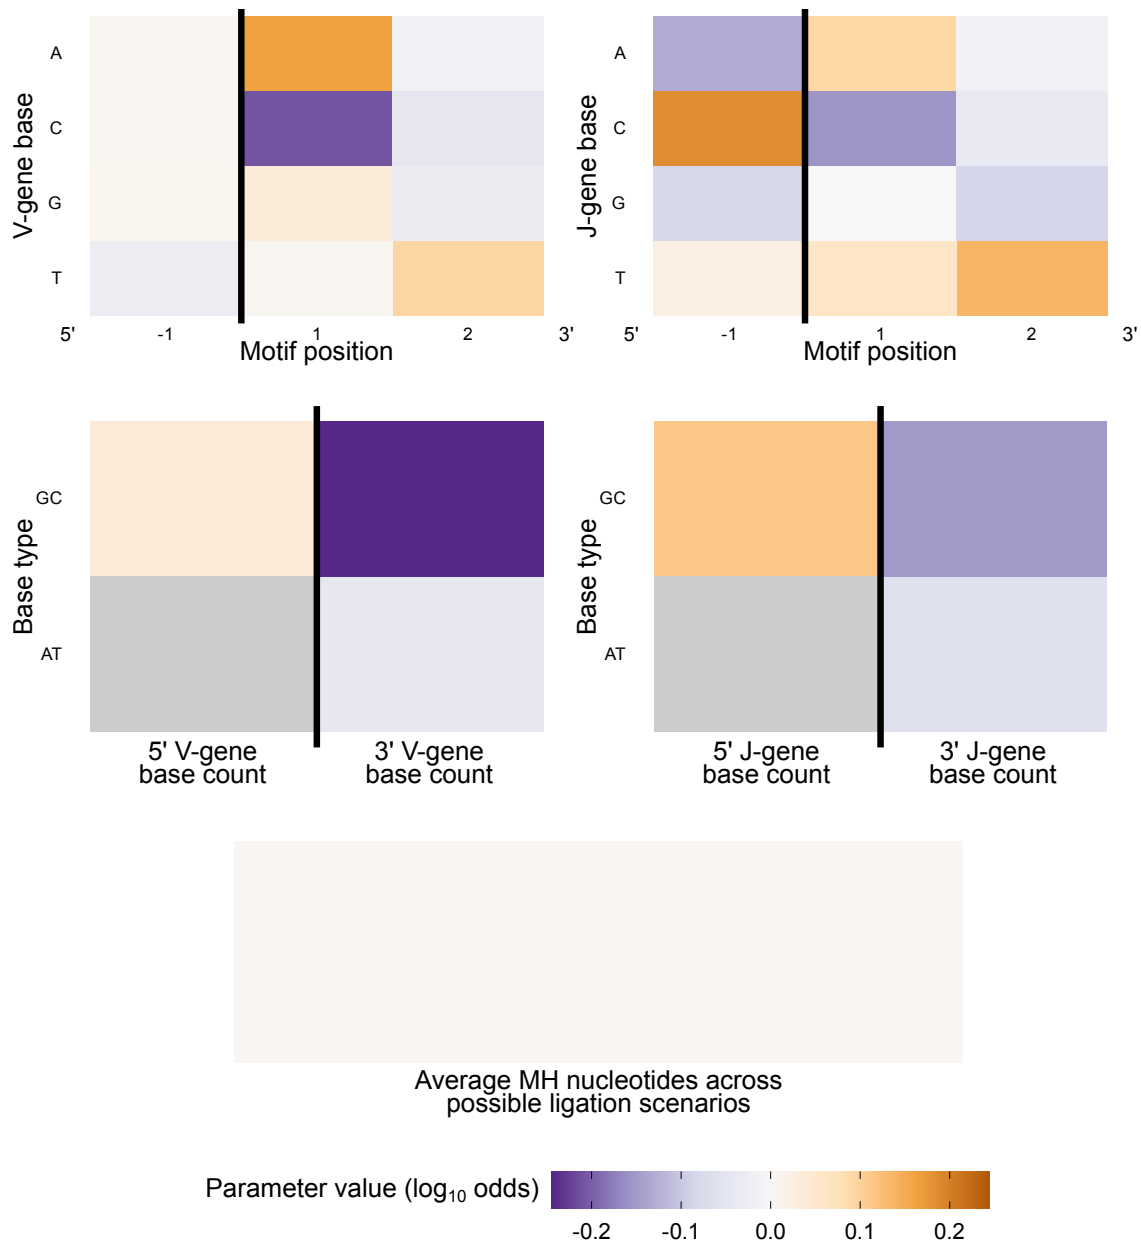 V-gene base
A
C
G
T
5'
-1
1
2
3'
Motif position
J-gene base
A
C
G
T
5'
-1
1
2
3'
Motif position
Base type
GC
AT
5' V-gene
base count
3' V-gene
base count
Base type
GC
AT
5' J-gene
base count
3' J-gene
base count
Average MH nucleotides across
possible ligation scenarios
Parameter value (log₁₀ odds)
-0.2
-0.1
0.0
0.1
0.2